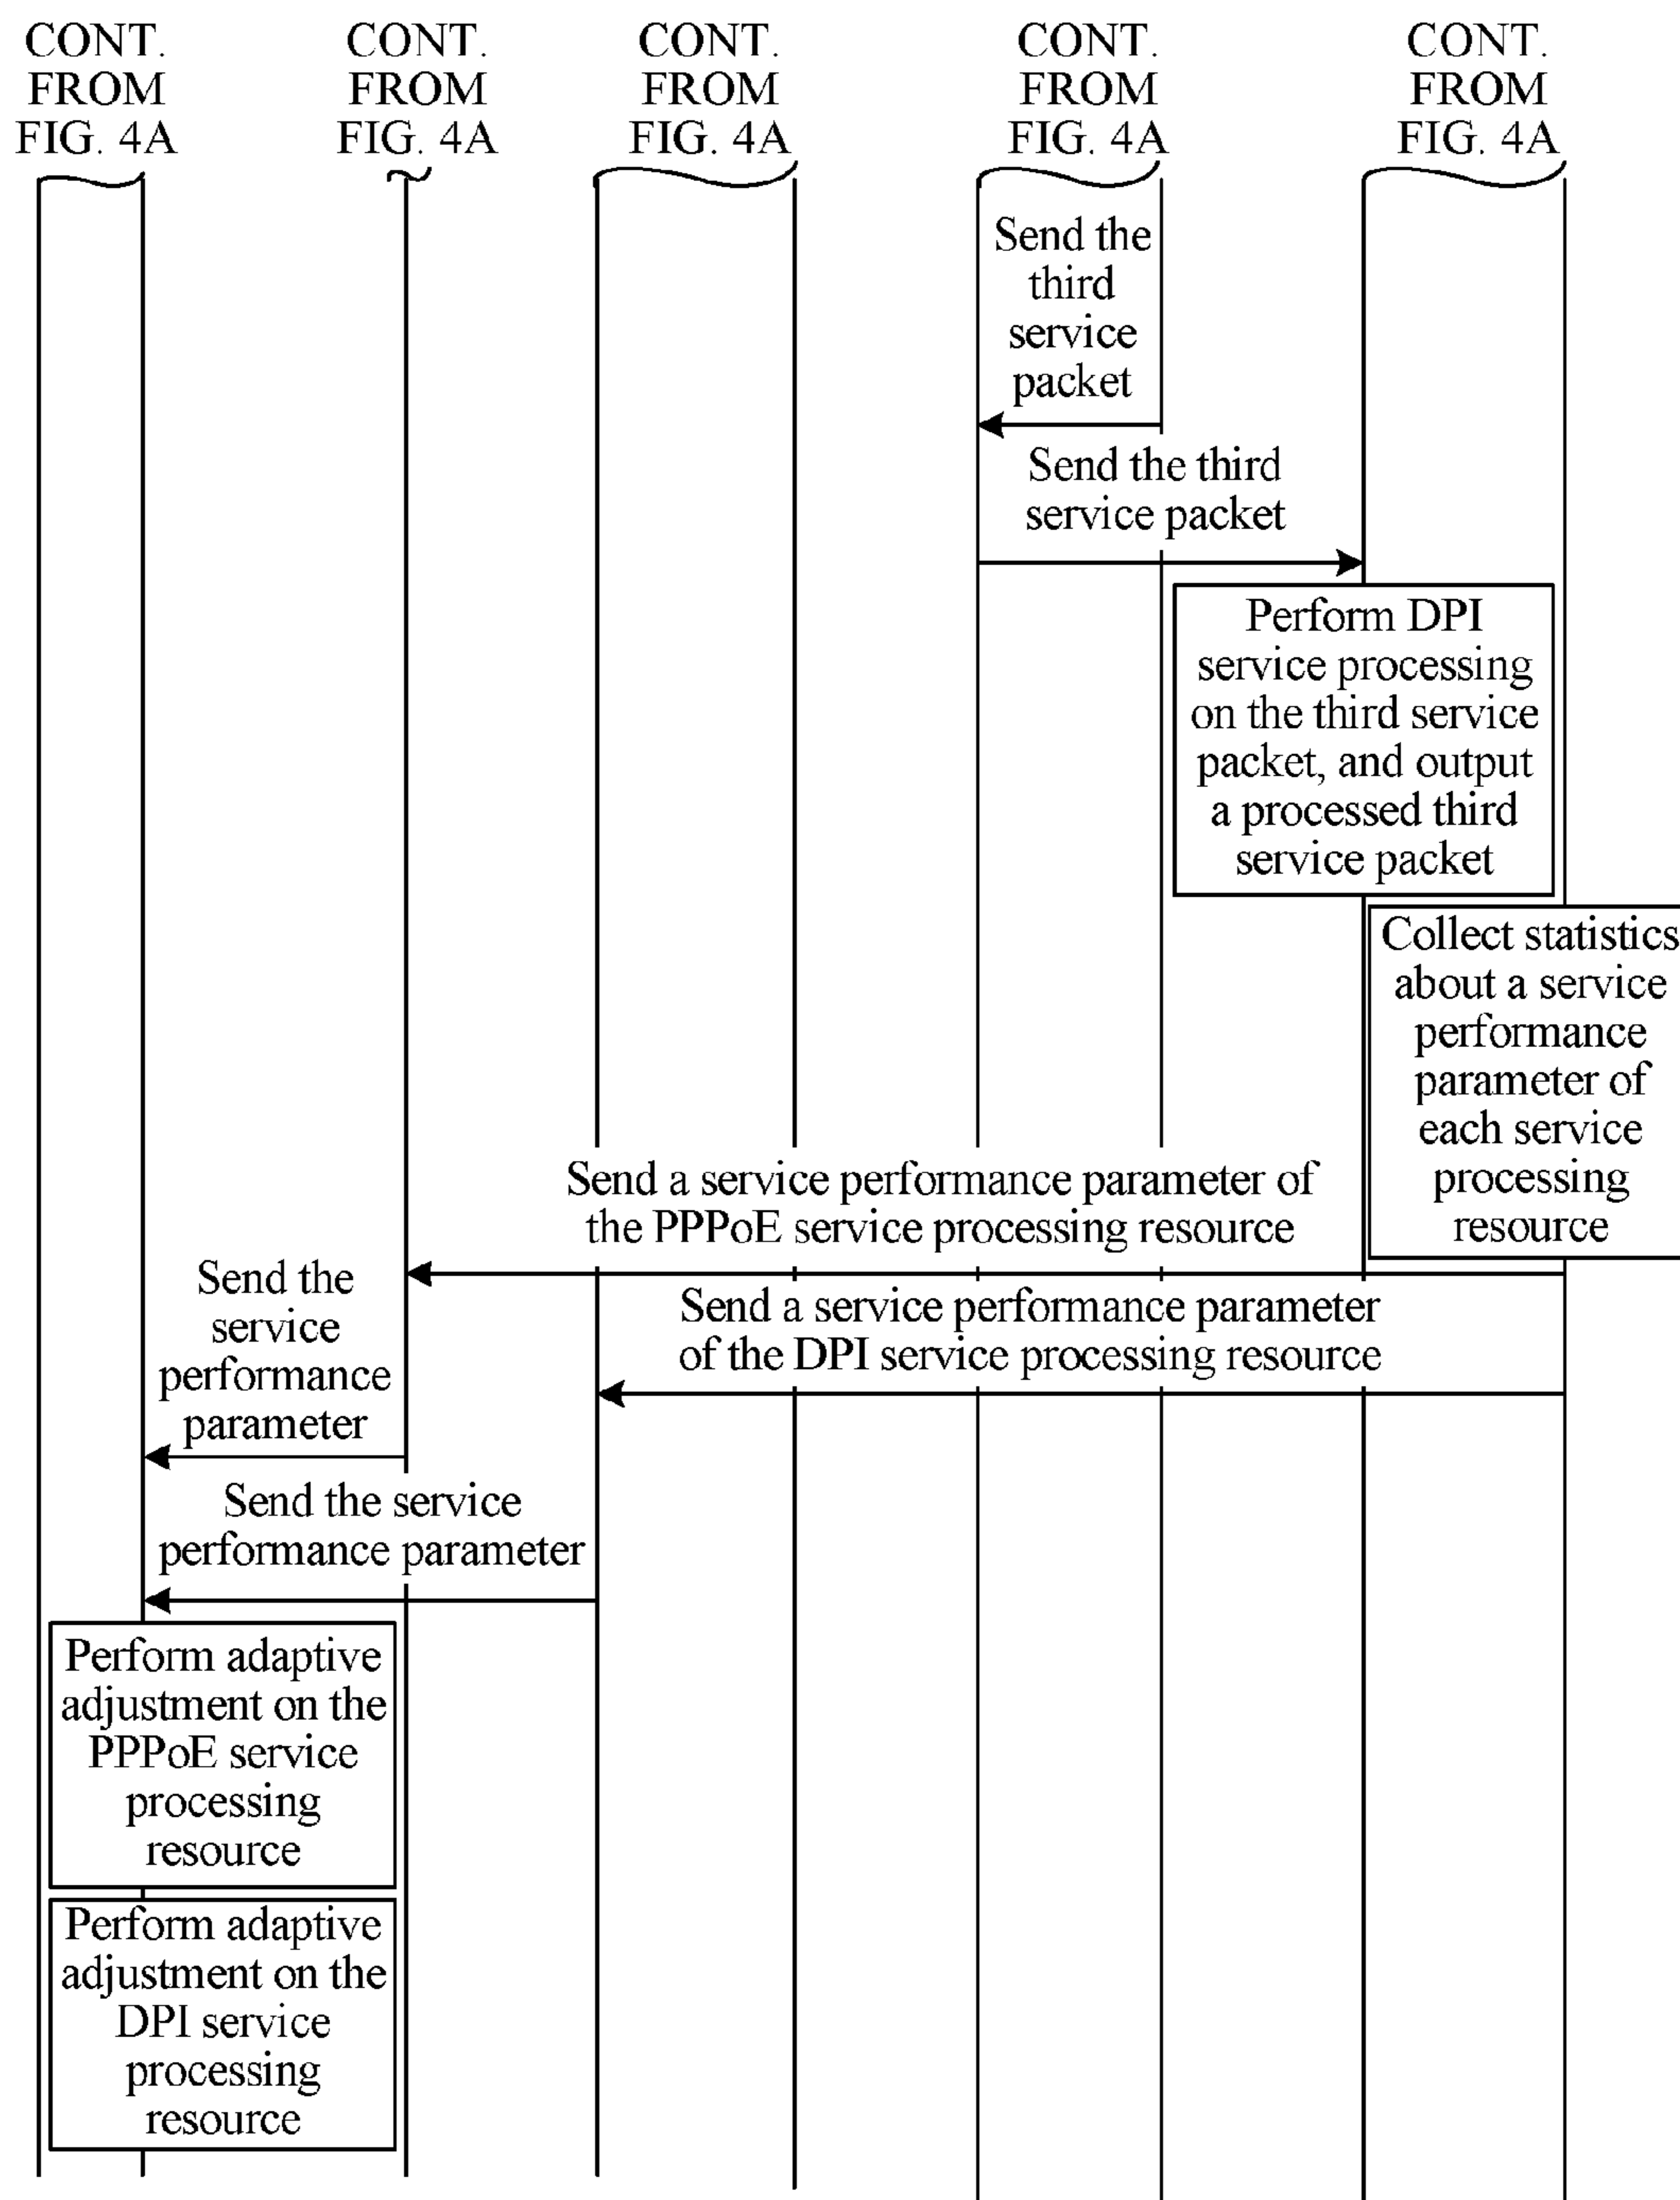 CONT.
FROM
FIG. 4A
CONT.
FROM
FIG. 4A
CONT.
FROM
FIG. 4A
CONT.
FROM
FIG. 4A
CONT.
FROM
FIG. 4A
Send the
third
service
packet
Send the third
service packet
Perform DPI
service processing
on the third service
packet, and output
a processed third
service packet
Collect statistics
about a service
performance
parameter of
each service
processing
resource
Send a service performance parameter of
the PPPoE service processing resource
Send the
service
performance
parameter
Send a service performance parameter
of the DPI service processing resource
Send the service
performance parameter
Perform adaptive
adjustment on the
PPPoE service
processing
resource
Perform adaptive
adjustment on the
DPI service
processing
resource